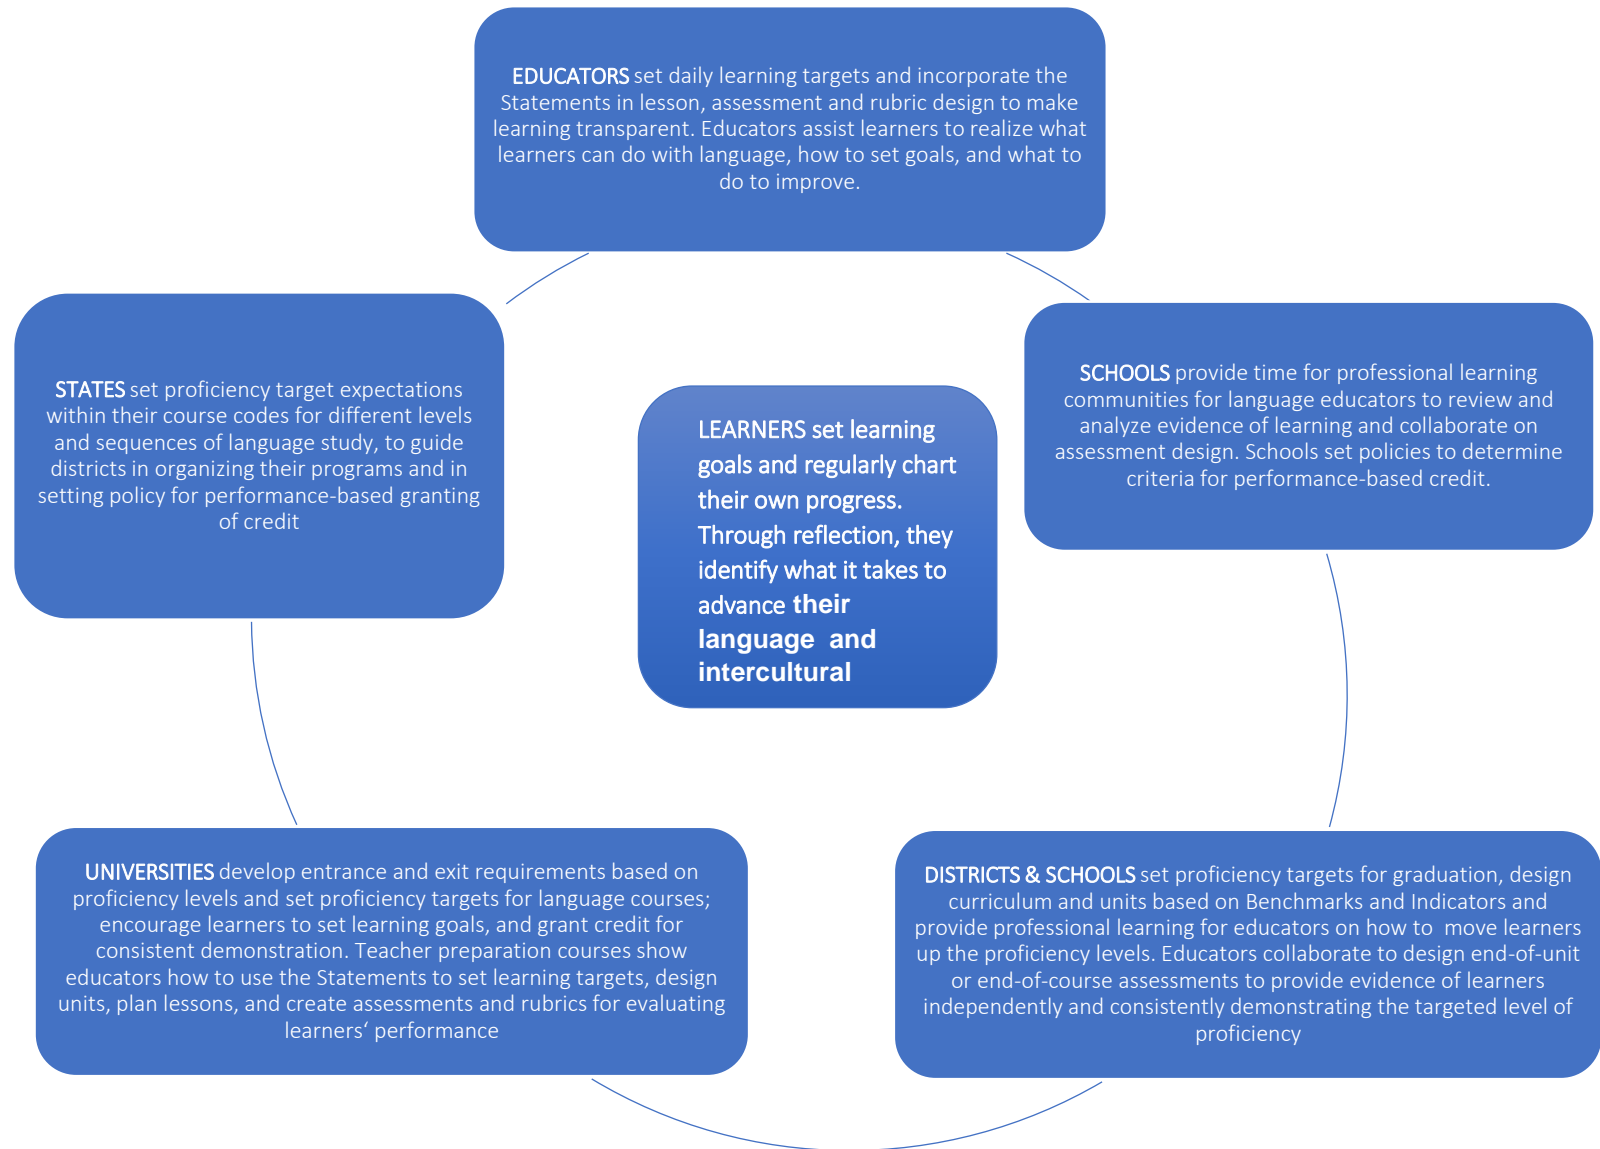 EDUCATORS set daily learning targets and incorporate the
Statements in lesson, assessment and rubric design to make
learning transparent. Educators assist learners to realize what
learners can do with language, how to set goals, and what to
do to improve.
STATES set proficiency target expectations
within their course codes for different levels
and sequences of language study, to guide
districts in organizing their programs and in
setting policy for performance-based granting
of credit
LEARNERS set learning
goals and regularly chart
their own progress.
Through reflection, they
identify what it takes to
advance their
language and
intercultural
SCHOOLS provide time for professional learning
communities for language educators to review and
analyze evidence of learning and collaborate on
assessment design. Schools set policies to determine
criteria for performance-based credit.
UNIVERSITIES develop entrance and exit requirements based on
proficiency levels and set proficiency targets for language courses;
encourage learners to set learning goals, and grant credit for
consistent demonstration. Teacher preparation courses show
educators how to use the Statements to set learning targets, design
units, plan lessons, and create assessments and rubrics for evaluating
learners‘ performance
DISTRICTS & SCHOOLS set proficiency targets for graduation, design
curriculum and units based on Benchmarks and Indicators and
provide professional learning for educators on how to move learners
up the proficiency levels. Educators collaborate to design end-of-unit
or end-of-course assessments to provide evidence of learners
independently and consistently demonstrating the targeted level of
proficiency